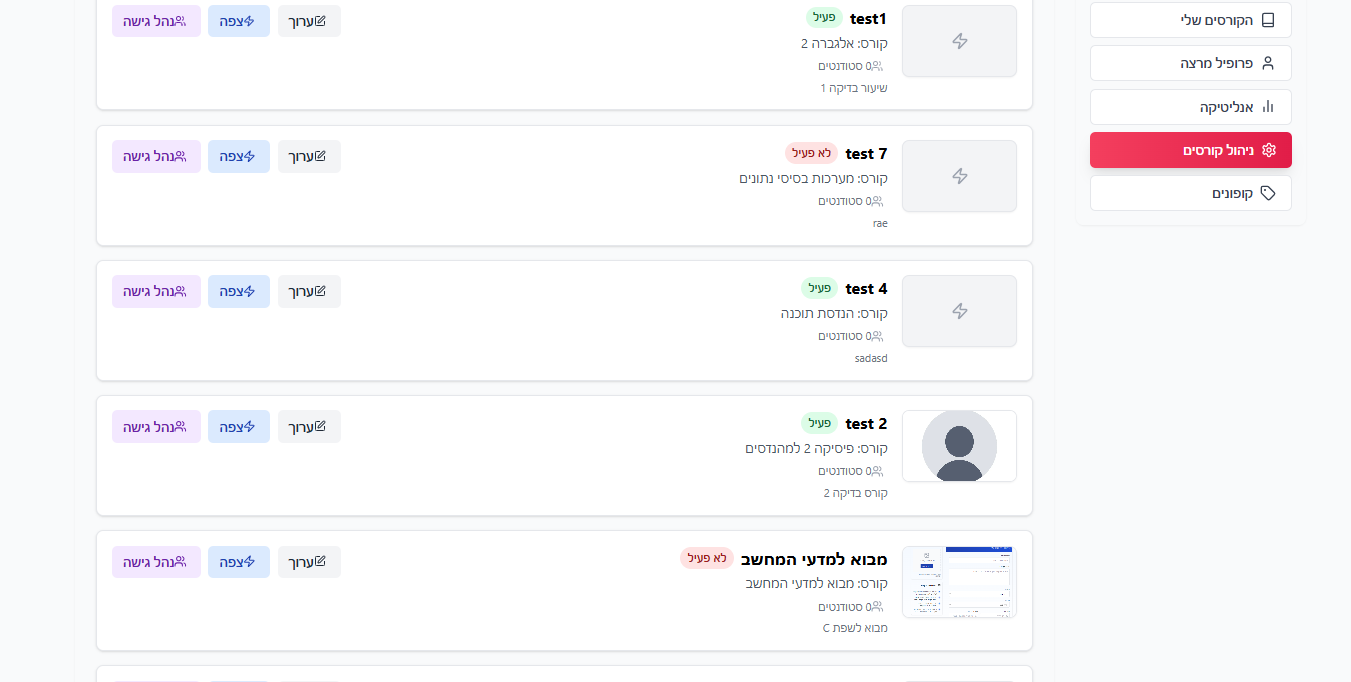 הקורסים שלי
פרופיל מרצה
אנליטיקה
ניהול קורסים
קופונים
test1 פעיל
קורס: אלגברה 2
0 סטודנטים
שיעור בדיקה 1
ערוך צפה נהל גישה
test 7 לא פעיל
קורס: מערכות בסיסי נתונים
0 סטודנטים
rae
ערוך צפה נהל גישה
test 4 פעיל
קורס: הנדסת תוכנה
0 סטודנטים
sadasd
ערוך צפה נהל גישה
test 2 פעיל
קורס: פיסיקה 2 למהנדסים
0 סטודנטים
קורס בדיקה 2
ערוך צפה נהל גישה
מבוא למדעי המחשב לא פעיל
קורס: מבוא למדעי המחשב
0 סטודנטים
מבוא לשפת C
ערוך צפה נהל גישה